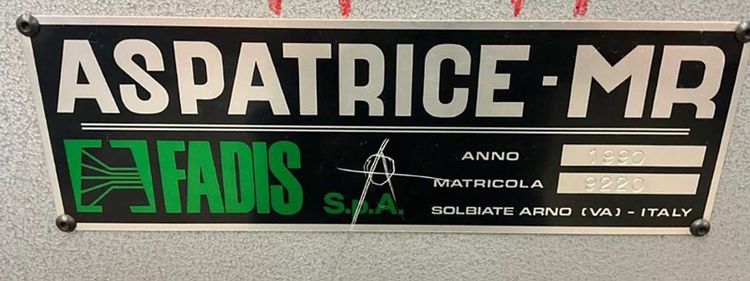 ASPATRICE-MR
FADIS
S.p.A.
ANNO 1990
MATRICOLA 9220
SOLBIATE ARNO (VA) - ITALY